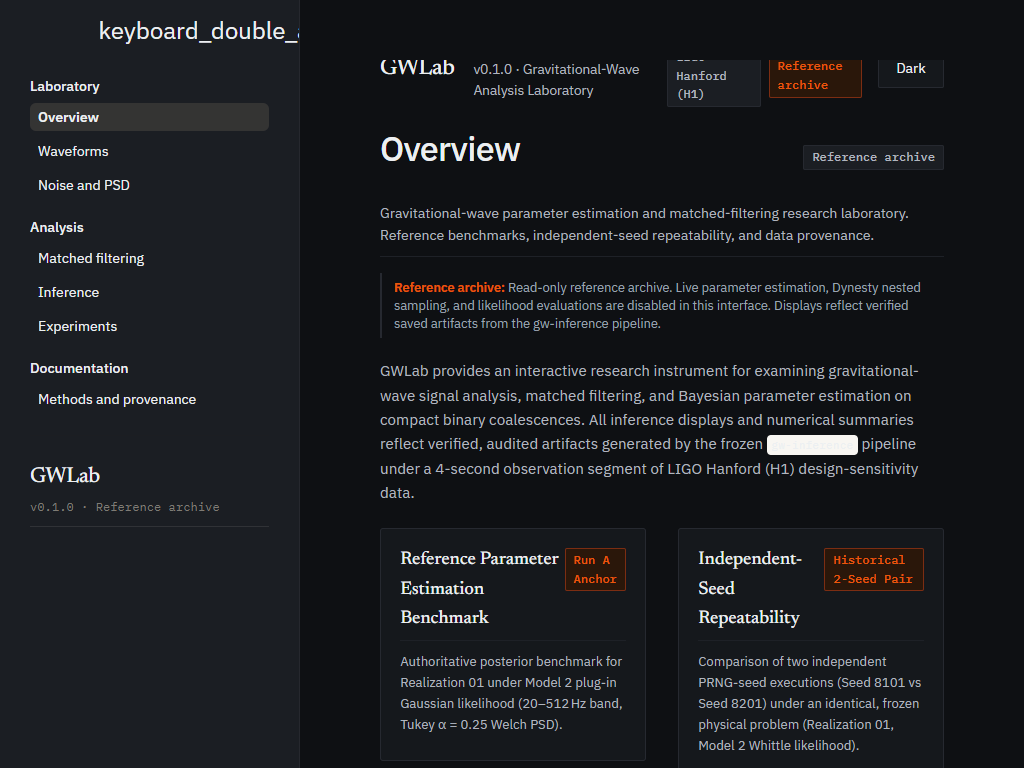 keyboard_double_
Laboratory
Overview
Waveforms
Noise and PSD
Analysis
Matched filtering
Inference
Experiments
Documentation
Methods and provenance
GWLab
v0.1.0 · Reference archive
GWLab
v0.1.0 · Gravitational-Wave
Analysis Laboratory
Hanford
(H1)
Reference
archive
Dark
Overview
Reference archive
Gravitational-wave parameter estimation and matched-filtering research laboratory.
Reference benchmarks, independent-seed repeatability, and data provenance.
Reference archive: Read-only reference archive. Live parameter estimation, Dynesty nested
sampling, and likelihood evaluations are disabled in this interface. Displays reflect verified
saved artifacts from the gw-inference pipeline.
GWLab provides an interactive research instrument for examining gravitational-
wave signal analysis, matched filtering, and Bayesian parameter estimation on
compact binary coalescences. All inference displays and numerical summaries
reflect verified, audited artifacts generated by the frozen pipeline
under a 4-second observation segment of LIGO Hanford (H1) design-sensitivity
data.
Reference Parameter
Estimation
Benchmark
Run A
Anchor
Authoritative posterior benchmark for
Realization 01 under Model 2 plug-in
Gaussian likelihood (20–512 Hz band,
Tukey α = 0.25 Welch PSD).
Independent-
Seed
Repeatability
Historical
2-Seed Pair
Comparison of two independent
PRNG-seed executions (Seed 8101 vs
Seed 8201) under an identical, frozen
physical problem (Realization 01,
Model 2 Whittle likelihood).